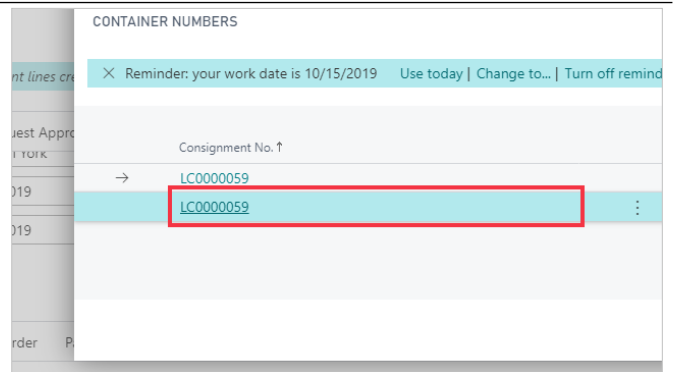 CONTAINER NUMBERS
nt lines cre
× Reminder: your work date is 10/15/2019 Use today | Change to... | Turn off remind
uest Appro
Consignment No. ↑
York
→ LC0000059
019
LC0000059
019
rder